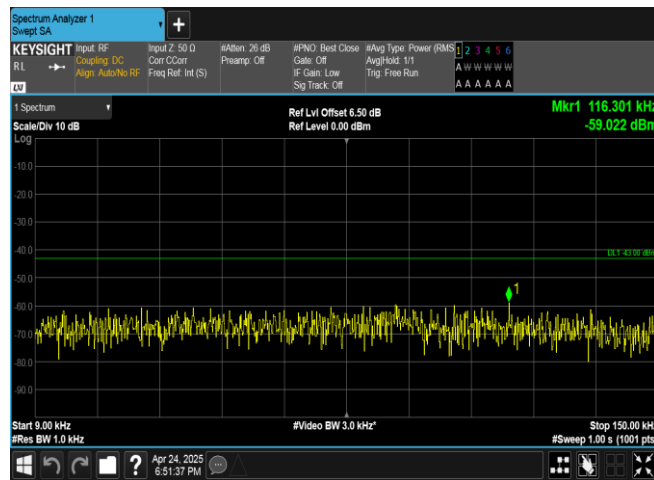 Spectrum Analyzer 1
Swept SA
+
KEYSIGHT
RL
LXI
Input: RF
Coupling: DC
Align: Auto/No RF
Input Z: 50 Ω
Corr CCorr
Freq Ref: Int (S)
#Atten: 26 dB
Preamp: Off
#PNO: Best Close
Gate: Off
IF Gain: Low
Sig Track: Off
#Avg Type: Power (RMS
Avg|Hold: 1/1
Trig: Free Run
1 2 3 4 5 6
A W W W W W
A A A A A A
1 Spectrum
Scale/Div 10 dB
Log
Ref Lvl Offset 6.50 dB
Ref Level 0.00 dBm
Mkr1 116.301 kHz
-59.022 dBm
-10.0
-20.0
-30.0
-40.0
-50.0
-60.0
-70.0
-80.0
-90.0
DL1 -43.00 dBm
1
Start 9.00 kHz
#Res BW 1.0 kHz
#Video BW 3.0 kHz*
Stop 150.00 kHz
#Sweep 1.00 s (1001 pts
?
Apr 24, 2025
6:51:37 PM